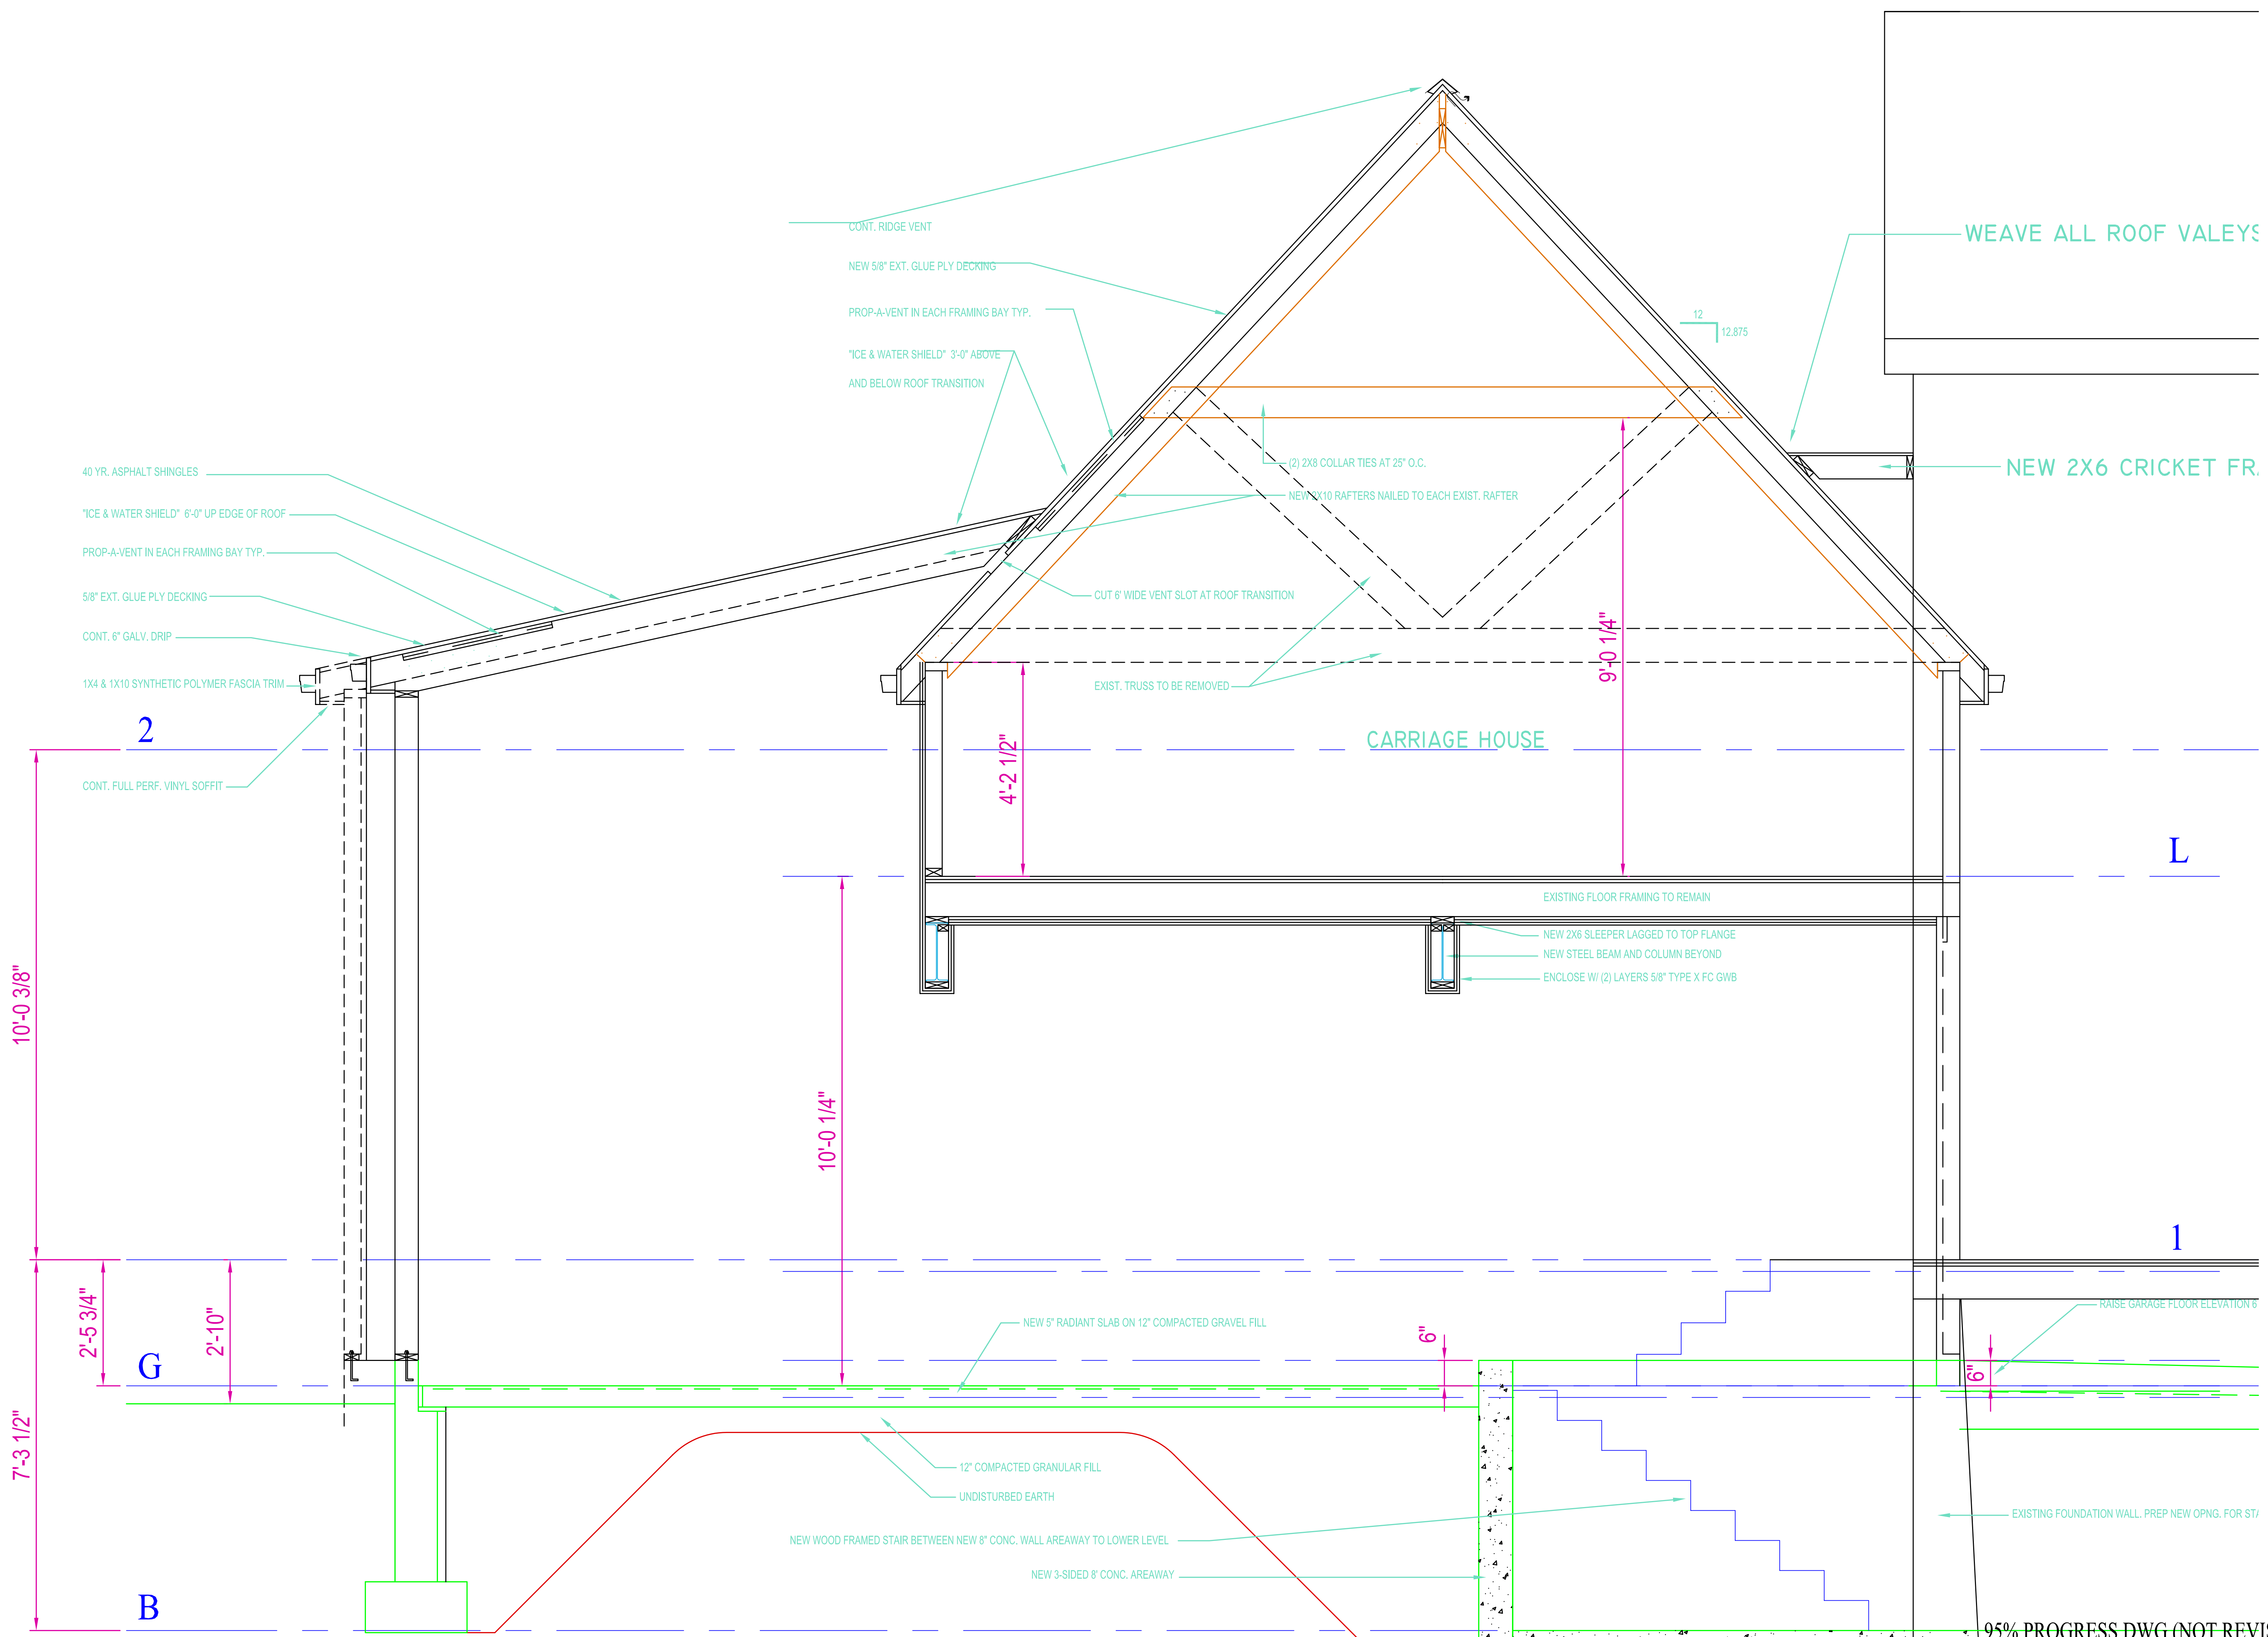 CONT. RIDGE VENT
NEW 5/8" EXT. GLUE PLY DECKING
PROP-A-VENT IN EACH FRAMING BAY TYP.
"ICE & WATER SHIELD" 3'-0" ABOVE
AND BELOW ROOF TRANSITION
WEAVE ALL ROOF VALEYS
12
12.875
NEW 2X6 CRICKET FRA
(2) 2X8 COLLAR TIES AT 25" O.C.
NEW 2X10 RAFTERS NAILED TO EACH EXIST. RAFTER
CUT 6' WIDE VENT SLOT AT ROOF TRANSITION
EXIST. TRUSS TO BE REMOVED
40 YR. ASPHALT SHINGLES
"ICE & WATER SHIELD" 6'-0" UP EDGE OF ROOF
PROP-A-VENT IN EACH FRAMING BAY TYP.
5/8" EXT. GLUE PLY DECKING
CONT. 6" GALV. DRIP
1X4 & 1X10 SYNTHETIC POLYMER FASCIA TRIM
2
CONT. FULL PERF. VINYL SOFFIT
CARRIAGE HOUSE
9'-0 1/4"
4'-2 1/2"
L
EXISTING FLOOR FRAMING TO REMAIN
NEW 2X6 SLEEPER LAGGED TO TOP FLANGE
NEW STEEL BEAM AND COLUMN BEYOND
ENCLOSE W/ (2) LAYERS 5/8" TYPE X FC GWB
10'-0 3/8"
10'-0 1/4"
1
RAISE GARAGE FLOOR ELEVATION 6
2'-5 3/4"
2'-10"
NEW 5" RADIANT SLAB ON 12" COMPACTED GRAVEL FILL
6"
6"
G
7'-3 1/2"
12" COMPACTED GRANULAR FILL
UNDISTURBED EARTH
EXISTING FOUNDATION WALL. PREP NEW OPNG. FOR STA
NEW WOOD FRAMED STAIR BETWEEN NEW 8" CONC. WALL AREAWAY TO LOWER LEVEL
NEW 3-SIDED 8' CONC. AREAWAY
B
95% PROGRESS DWG (NOT REVI